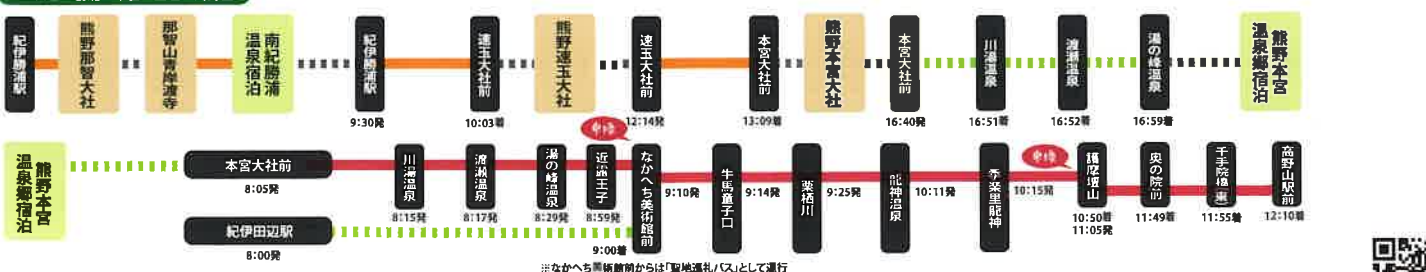 紀伊勝浦駅
熊野那智大社
那智山青岸渡寺
南紀勝浦
温泉宿泊
紀伊勝浦駅
9:30発
速玉大社前
10:03着
熊野速玉大社
速玉大社前
12:14発
本宮大社前
13:09着
熊野本宮大社
本宮大社前
16:40発
川湯温泉
16:51着
渡瀬温泉
16:52着
湯の峰温泉
16:59着
熊野本宮
温泉郷宿泊
熊野本宮
温泉郷宿泊
本宮大社前
8:05発
紀伊田辺駅
8:00発
川湯温泉
8:15発
渡瀬温泉
8:17発
湯の峰温泉
8:29発
近露王子
8:59発
なかへち美術館前
9:00着
9:10発
牛馬童子口
9:14発
栗栖川
9:25発
龍神温泉
10:11発
季楽里龍神
10:15発
護摩壇山
10:50着
11:05発
奥の院前
11:49着
千手院橋(東)
11:55着
高野山駅前
12:10着
※なかへち美術館前からは「聖地巡礼バス」として運行